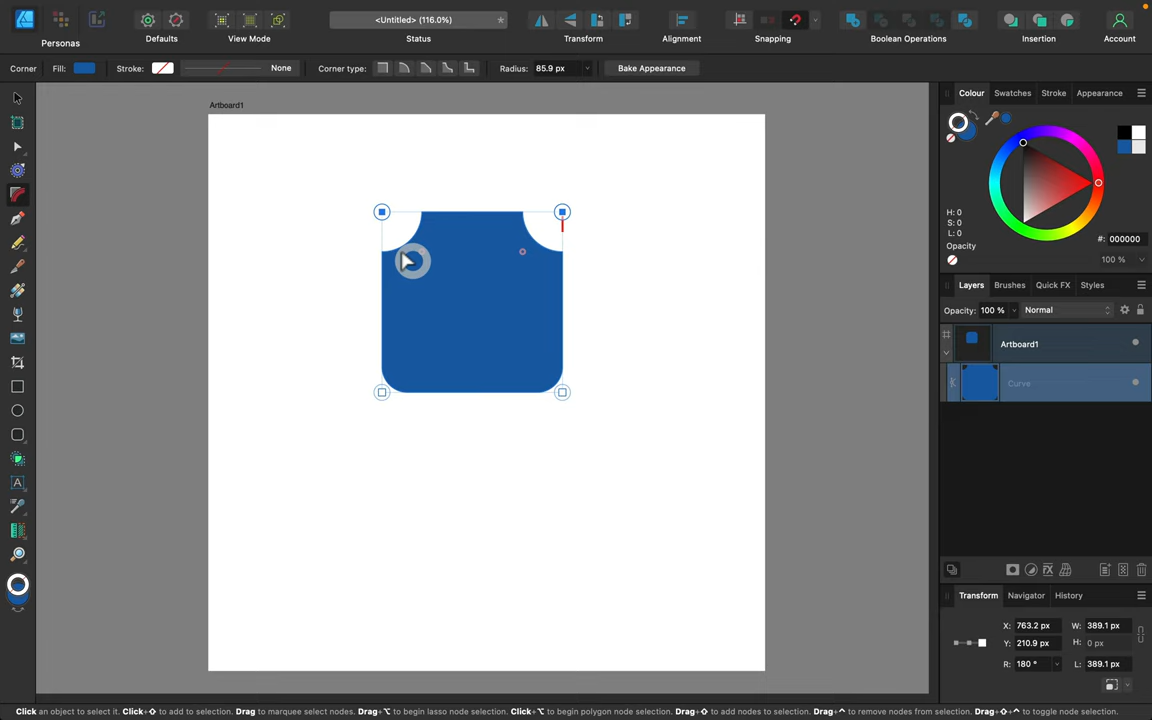 <Untitled> (116.0%)
*
Personas
Defaults
View Mode
Status
Transform
Alignment
Snapping
Boolean Operations
Insertion
Account
Corner
Fill:
Stroke:
None
Corner type:
Radius:
85.9 px
Bake Appearance
Artboard1
Colour
Swatches
Stroke
Appearance
H: 0
S: 0
L: 0
#:
000000
Opacity
100 %
Layers
Brushes
Quick FX
Styles
Opacity:
100 %
Normal
Artboard1
Curve
A
fx
Transform
Navigator
History
X:
763.2 px
W:
389.1 px
Y:
210.9 px
H:
0 px
R:
180 °
L:
389.1 px
Click an object to select it. Click+⇧ to add to selection. Drag to marquee select nodes. Drag+⌥ to begin lasso node selection. Click+⌥ to begin polygon node selection. Drag+⇧ to add nodes to selection. Drag+^ to remove nodes from selection. Drag+⇧+^ to toggle node selection.